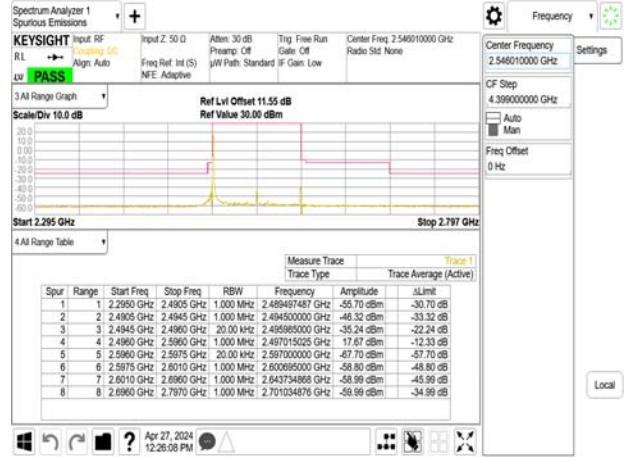 Spectrum Analyzer 1
Spurious Emissions
Frequency
KEYSIGHT Input: RF Input Z: 50 Ω Atten: 30 dB Trig: Free Run Center Freq: 2.546010000 GHz
RL Coupling: DC Preamp: Off Gate: Off Radio Std: None
Align: Auto Freq Ref: Int (S) µW Path: Standard IF Gain: Low
NFE: Adaptive
PASS
Center Frequency
2.546010000 GHz
Settings
CF Step
4.399000000 GHz
Auto
Man
Freq Offset
0 Hz
3 All Range Graph
Ref Lvl Offset 11.55 dB
Scale/Div 10.0 dB Ref Value 30.00 dBm
20.0
10.0
0.00
-10.0
-20.0
-30.0
-40.0
-50.0
-60.0
Start 2.295 GHz Stop 2.797 GHz
4 All Range Table
Measure Trace Trace 1
Trace Type Trace Average (Active)
Spur Range Start Freq Stop Freq RBW Frequency Amplitude ΔLimit
1 1 2.2950 GHz 2.4905 GHz 1.000 MHz 2.489497487 GHz -55.70 dBm -30.70 dB
2 2 2.4905 GHz 2.4945 GHz 1.000 MHz 2.494500000 GHz -46.32 dBm -33.32 dB
3 3 2.4945 GHz 2.4960 GHz 20.00 kHz 2.495985000 GHz -35.24 dBm -22.24 dB
4 4 2.4960 GHz 2.5960 GHz 1.000 MHz 2.497015025 GHz 17.67 dBm -12.33 dB
5 5 2.5960 GHz 2.5975 GHz 20.00 kHz 2.597000000 GHz -67.70 dBm -57.70 dB
6 6 2.5975 GHz 2.6010 GHz 1.000 MHz 2.600695000 GHz -58.80 dBm -48.80 dB
7 7 2.6010 GHz 2.6960 GHz 1.000 MHz 2.643734868 GHz -58.99 dBm -45.99 dB
8 8 2.6960 GHz 2.7970 GHz 1.000 MHz 2.701034876 GHz -59.99 dBm -34.99 dB
Local
Apr 27, 2024
12:26:08 PM